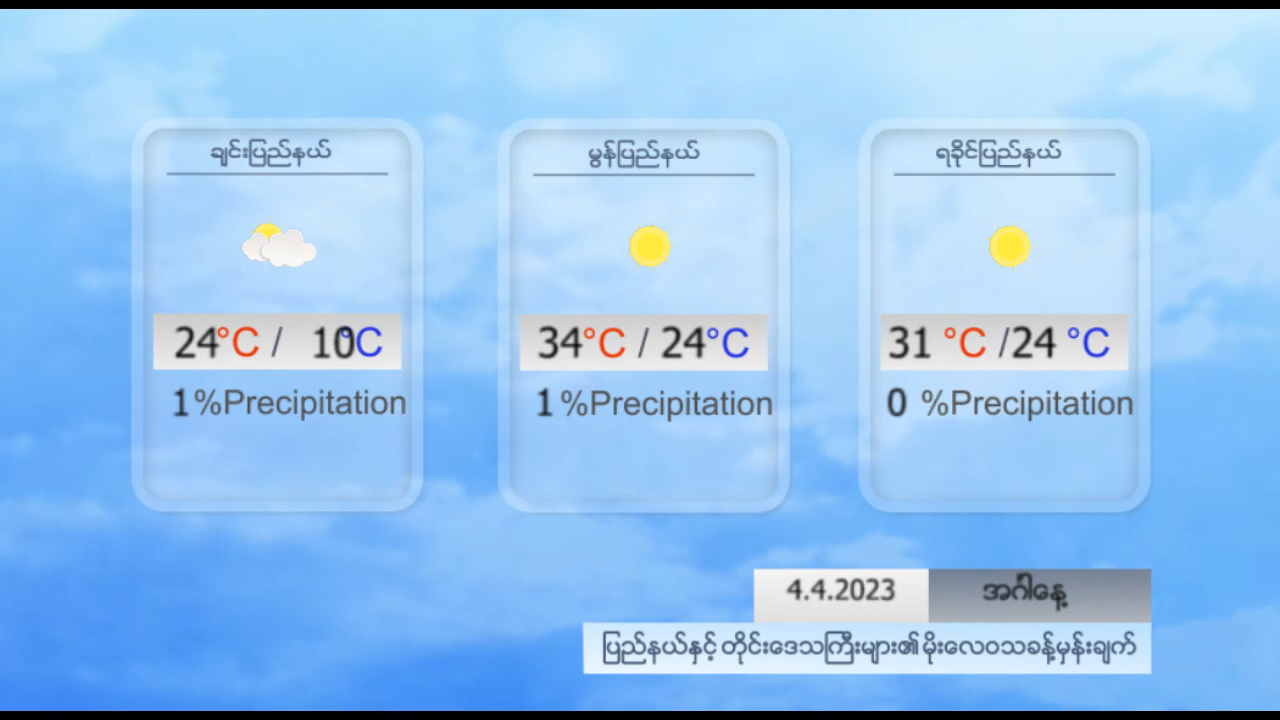 ချင်းပြည်နယ်
24°C / 10°C
1 %Precipitation
မွန်ပြည်နယ်
34°C / 24°C
1 %Precipitation
ရခိုင်ပြည်နယ်
31 °C /24 °C
0 %Precipitation
4.4.2023 အင်္ဂါနေ့
ပြည်နယ်နှင့် တိုင်းဒေသကြီးများ၏ မိုးလေဝသခန့်မှန်းချက်